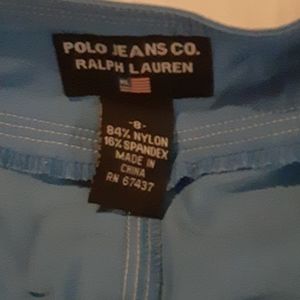 POLO JEANS CO.
RALPH LAUREN
-8-
84% NYLON
16% SPANDEX
MADE IN
CHINA
RN 67437